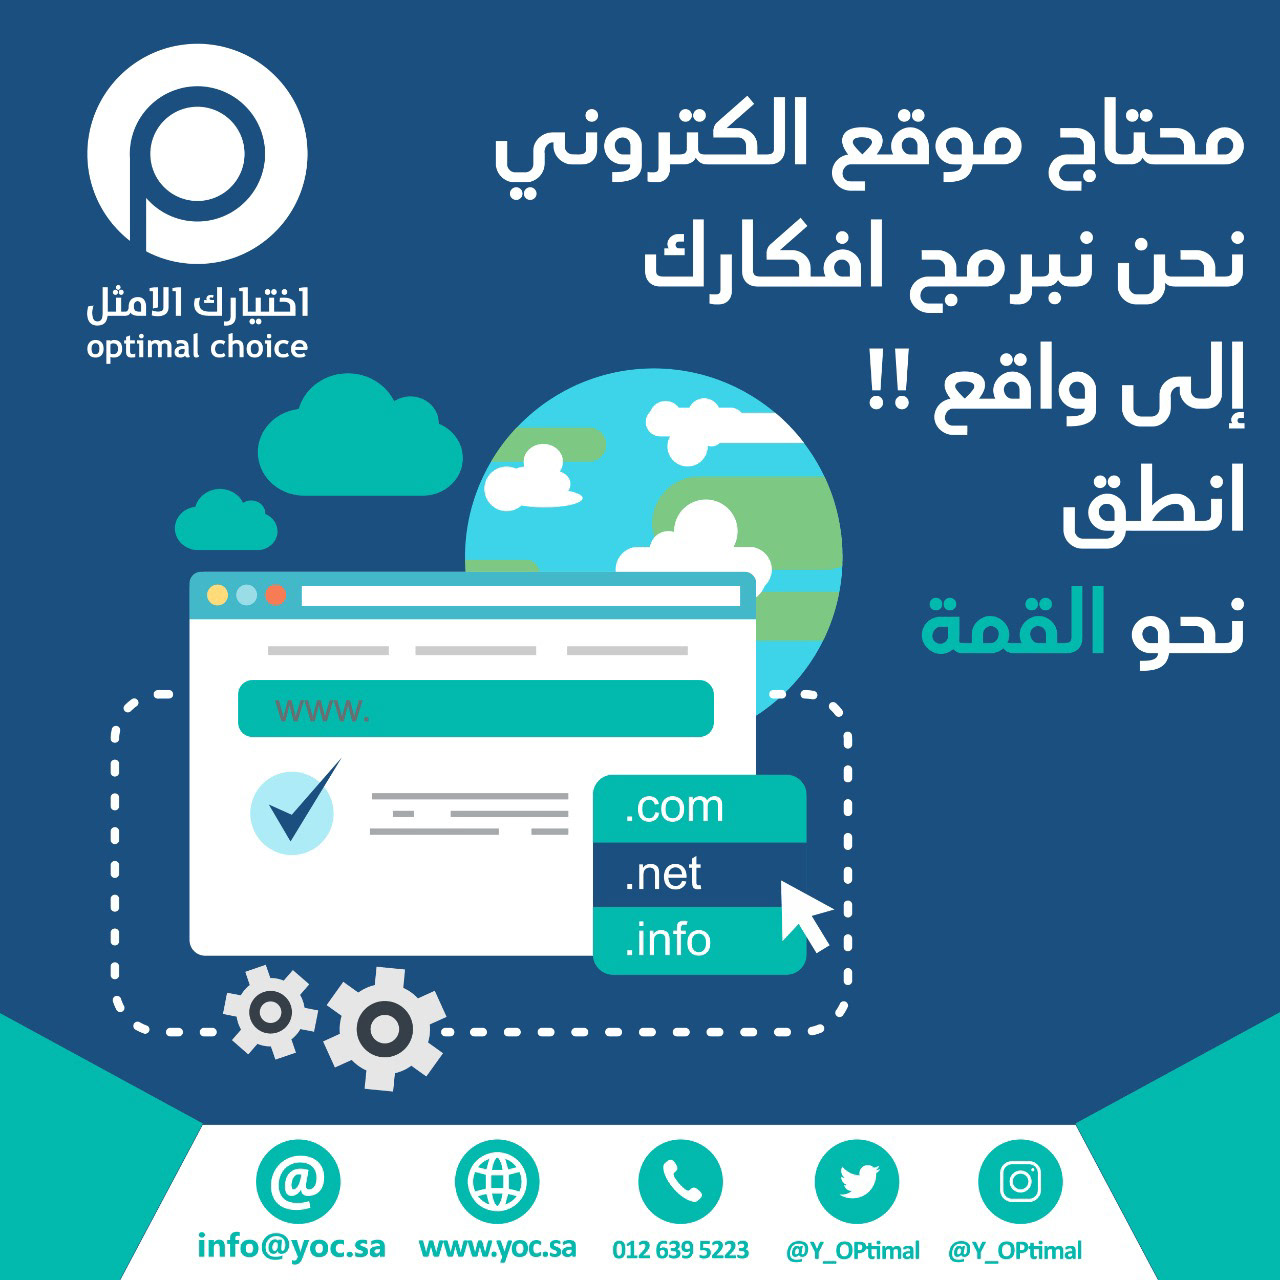 محتاج موقع الكتروني
نحن نبرمج افكارك
إلى واقع !!
انطق
نحو القمة
اختيارك الامثل
optimal choice
www.
.com
.net
.info
info@yoc.sa
www.yoc.sa
012 639 5223
@Y_OPtimal
@Y_OPtimal